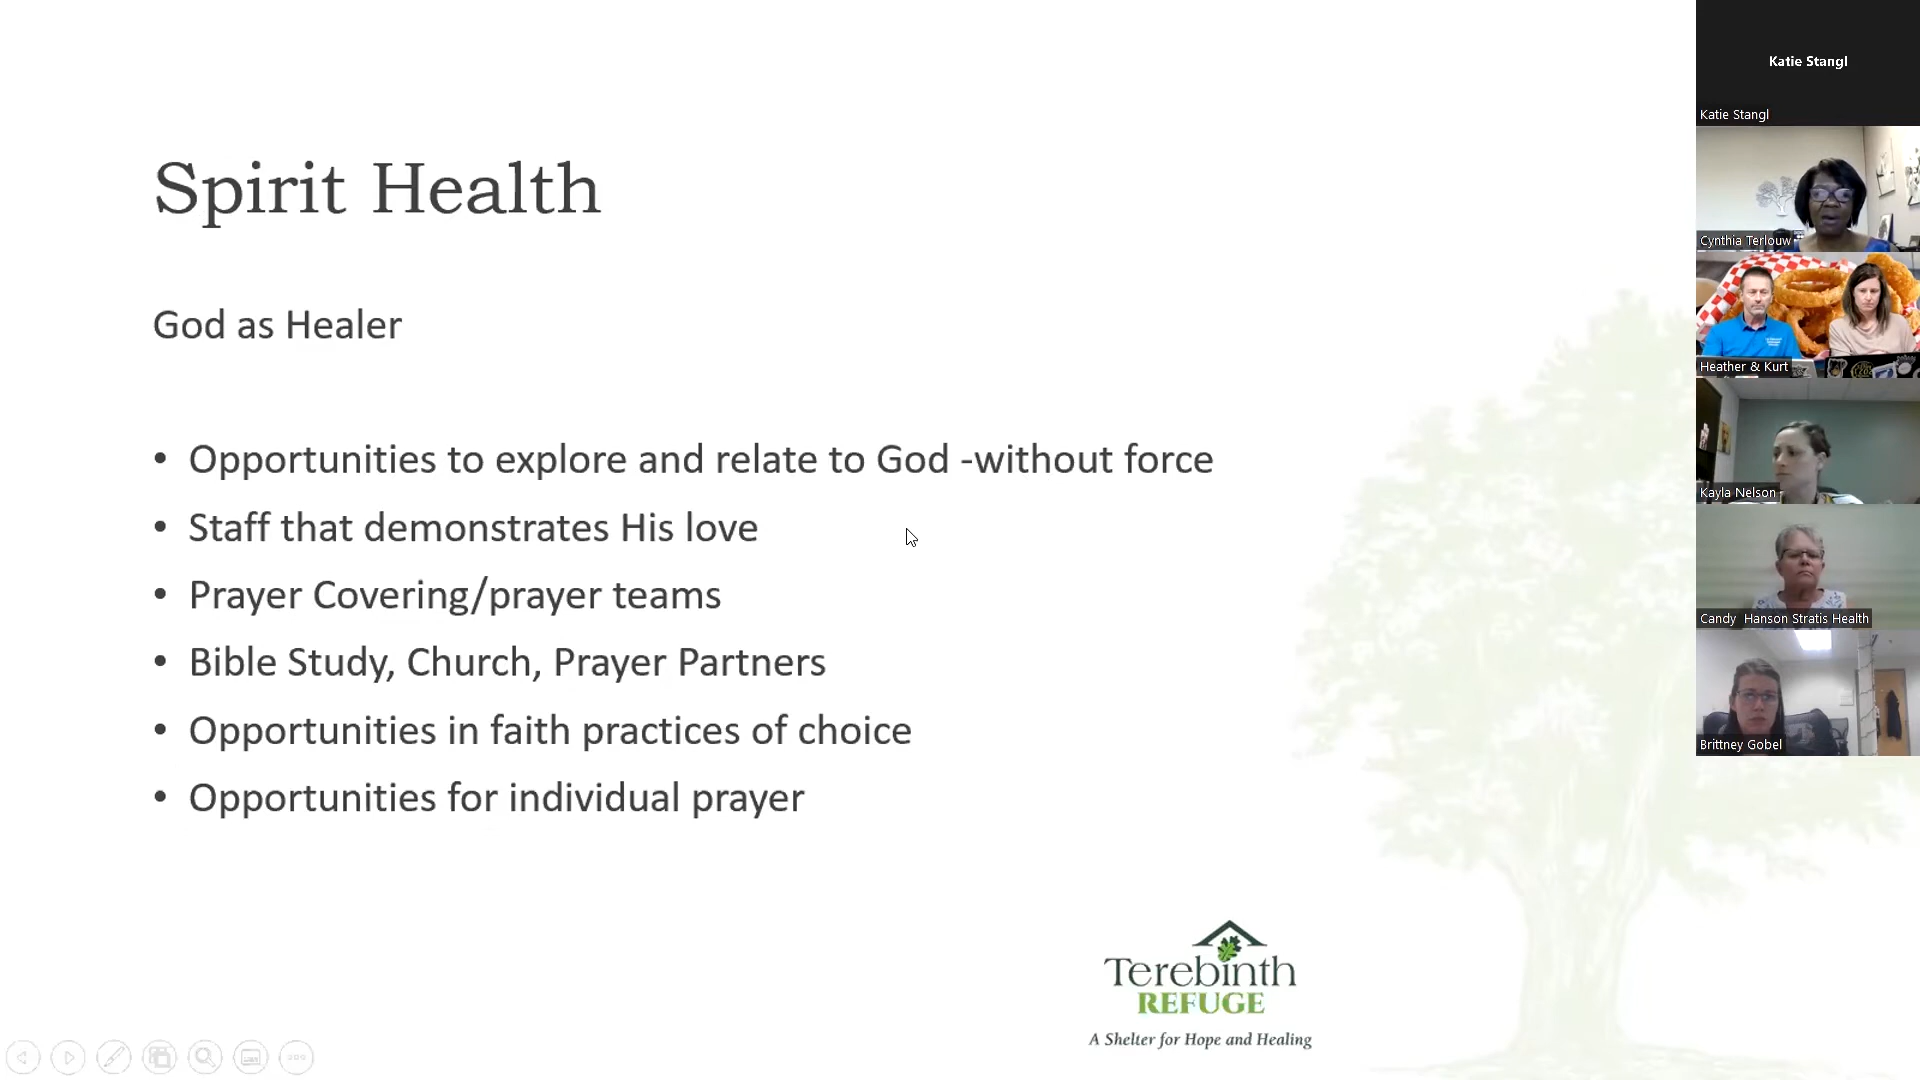 Spirit Health
God as Healer
• Opportunities to explore and relate to God -without force
• Staff that demonstrates His love
• Prayer Covering/prayer teams
• Bible Study, Church, Prayer Partners
• Opportunities in faith practices of choice
• Opportunities for individual prayer
Terebinth
REFUGE
A Shelter for Hope and Healing
Katie Stangl
Katie Stangl
Cynthia Terlouw
Heather & Kurt
Kayla Nelson
Candy Hanson Stratis Health
Brittney Gobel